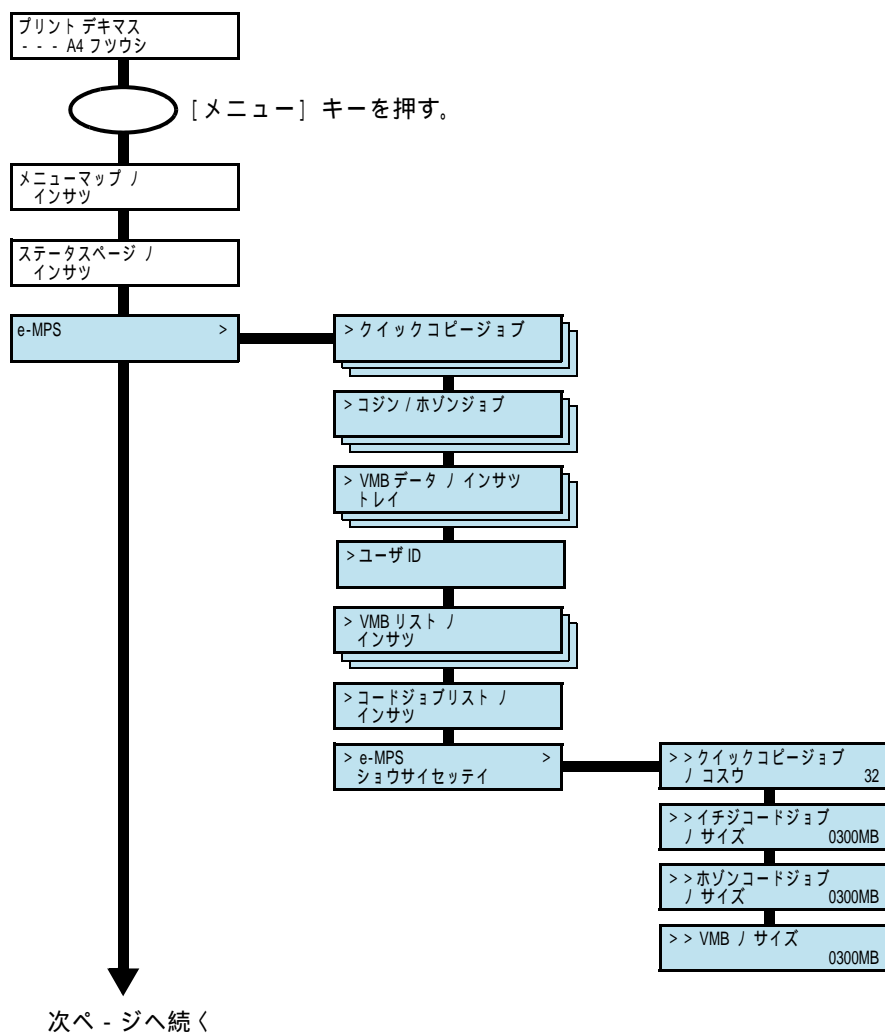 プリント デキマス
- - - A4 フツウシ
[メニュー] キーを押す。
メニューマップ ノ
インサツ
ステータスページ ノ
インサツ
e-MPS >
> クイックコピージョブ
> コジン / ホゾンジョブ
> VMB データ ノ インサツ
トレイ
> ユーザ ID
> VMB リスト ノ
インサツ
> コードジョブリスト ノ
インサツ
> e-MPS >
ショウサイセッテイ
> > クイックコピージョブ
ノ コスウ 32
> > イチジコードジョブ
ノ サイズ 0300MB
> > ホゾンコードジョブ
ノ サイズ 0300MB
> > VMB ノ サイズ
0300MB
次ペ - ジへ続く